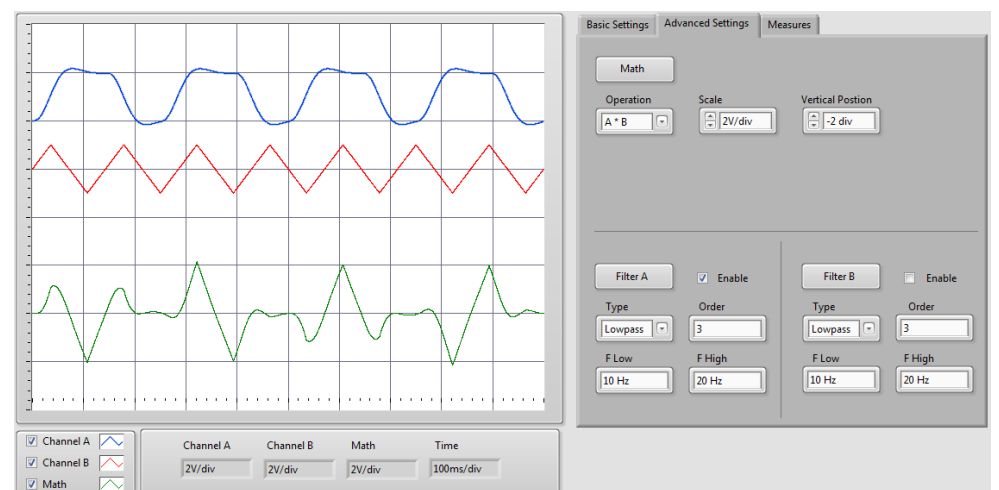 Basic Settings Advanced Settings Measures
Math
Operation Scale Vertical Postion
A * B 2V/div -2 div
Filter A Enable Filter B Enable
Type Order Type Order
Lowpass 3 Lowpass 3
F Low F High F Low F High
10 Hz 20 Hz 10 Hz 20 Hz
Channel A
Channel B
Math
Channel A Channel B Math Time
2V/div 2V/div 2V/div 100ms/div